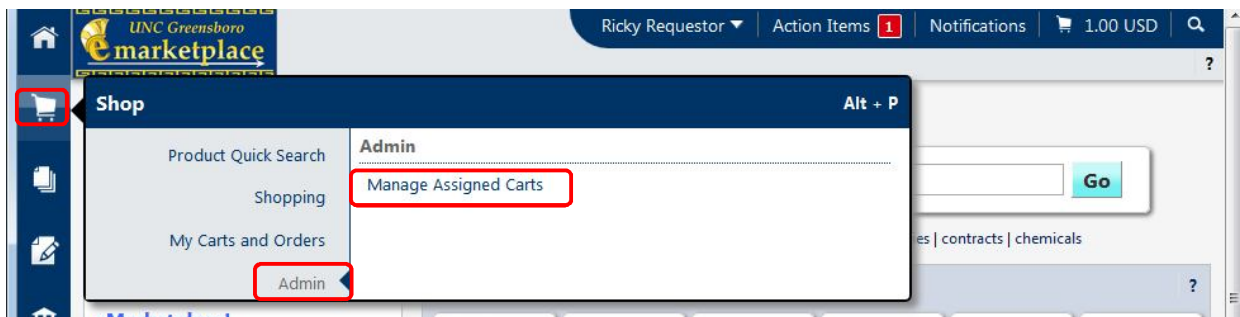 UNC Greensboro
emarketplace
Ricky Requestor ▼ | Action Items 1 | Notifications | 1.00 USD
?
Shop Alt + P
Product Quick Search
Shopping
My Carts and Orders
Admin
Admin
Manage Assigned Carts
Go
es | contracts | chemicals
?